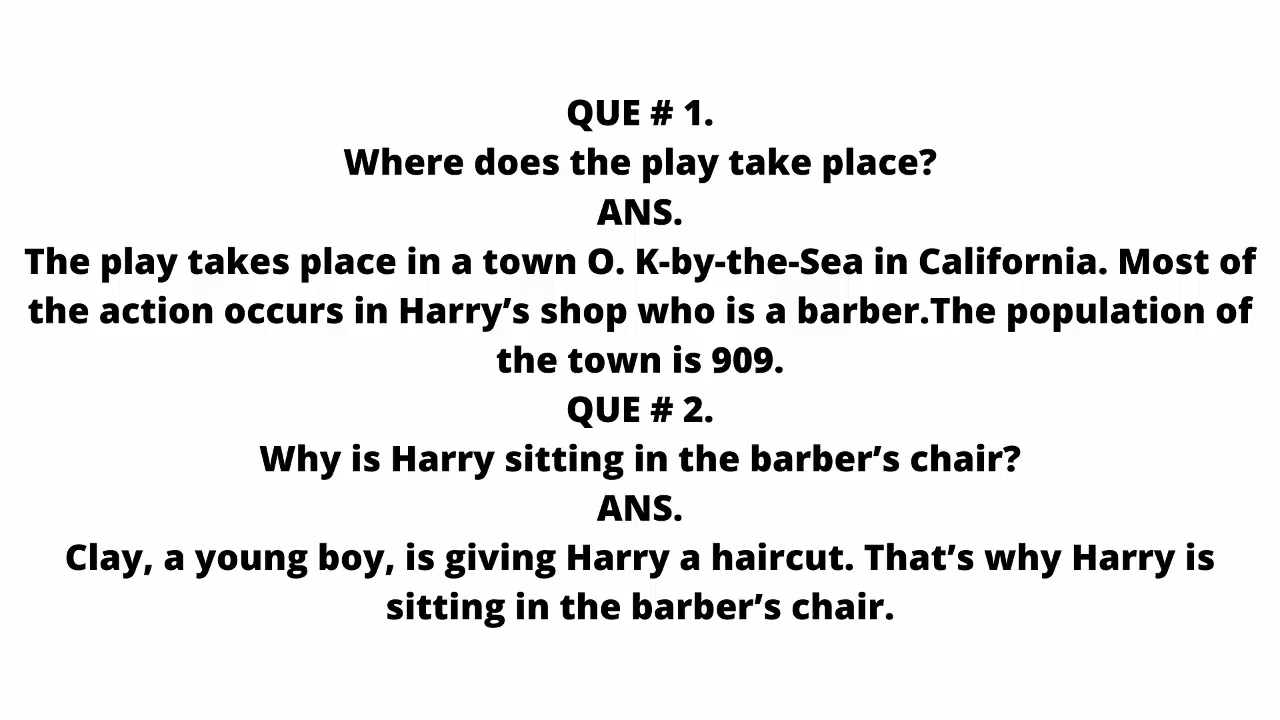 QUE # 1.
Where does the play take place?
ANS.
The play takes place in a town O. K-by-the-Sea in California. Most of
the action occurs in Harry’s shop who is a barber.The population of
the town is 909.
QUE # 2.
Why is Harry sitting in the barber’s chair?
ANS.
Clay, a young boy, is giving Harry a haircut. That’s why Harry is
sitting in the barber’s chair.